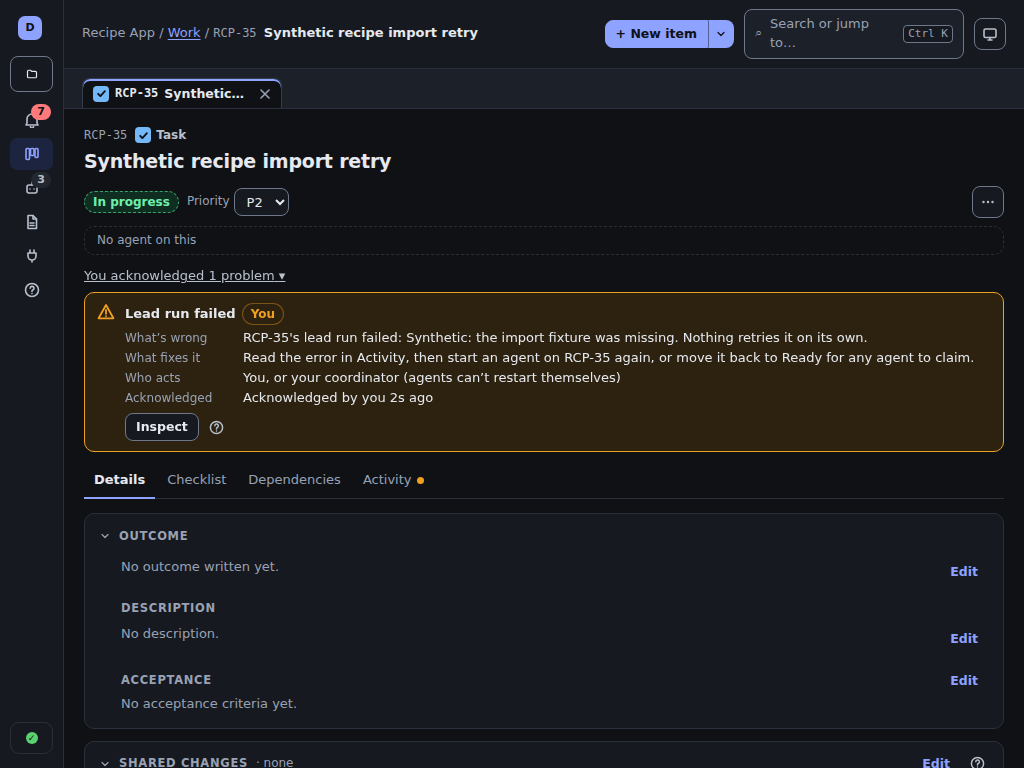 D
Recipe App / Work / RCP-35 Synthetic recipe import retry
+ New item
Search or jump to…
Ctrl K
RCP-35 Synthetic…
7
3
RCP-35 Task
Synthetic recipe import retry
In progress
Priority P2
No agent on this
You acknowledged 1 problem ▾
Lead run failed You
What's wrong RCP-35's lead run failed: Synthetic: the import fixture was missing. Nothing retries it on its own.
What fixes it Read the error in Activity, then start an agent on RCP-35 again, or move it back to Ready for any agent to claim.
Who acts You, or your coordinator (agents can’t restart themselves)
Acknowledged Acknowledged by you 2s ago
Inspect
Details Checklist Dependencies Activity
OUTCOME
No outcome written yet.
Edit
DESCRIPTION
No description.
Edit
ACCEPTANCE
Edit
No acceptance criteria yet.
SHARED CHANGES · none
Edit